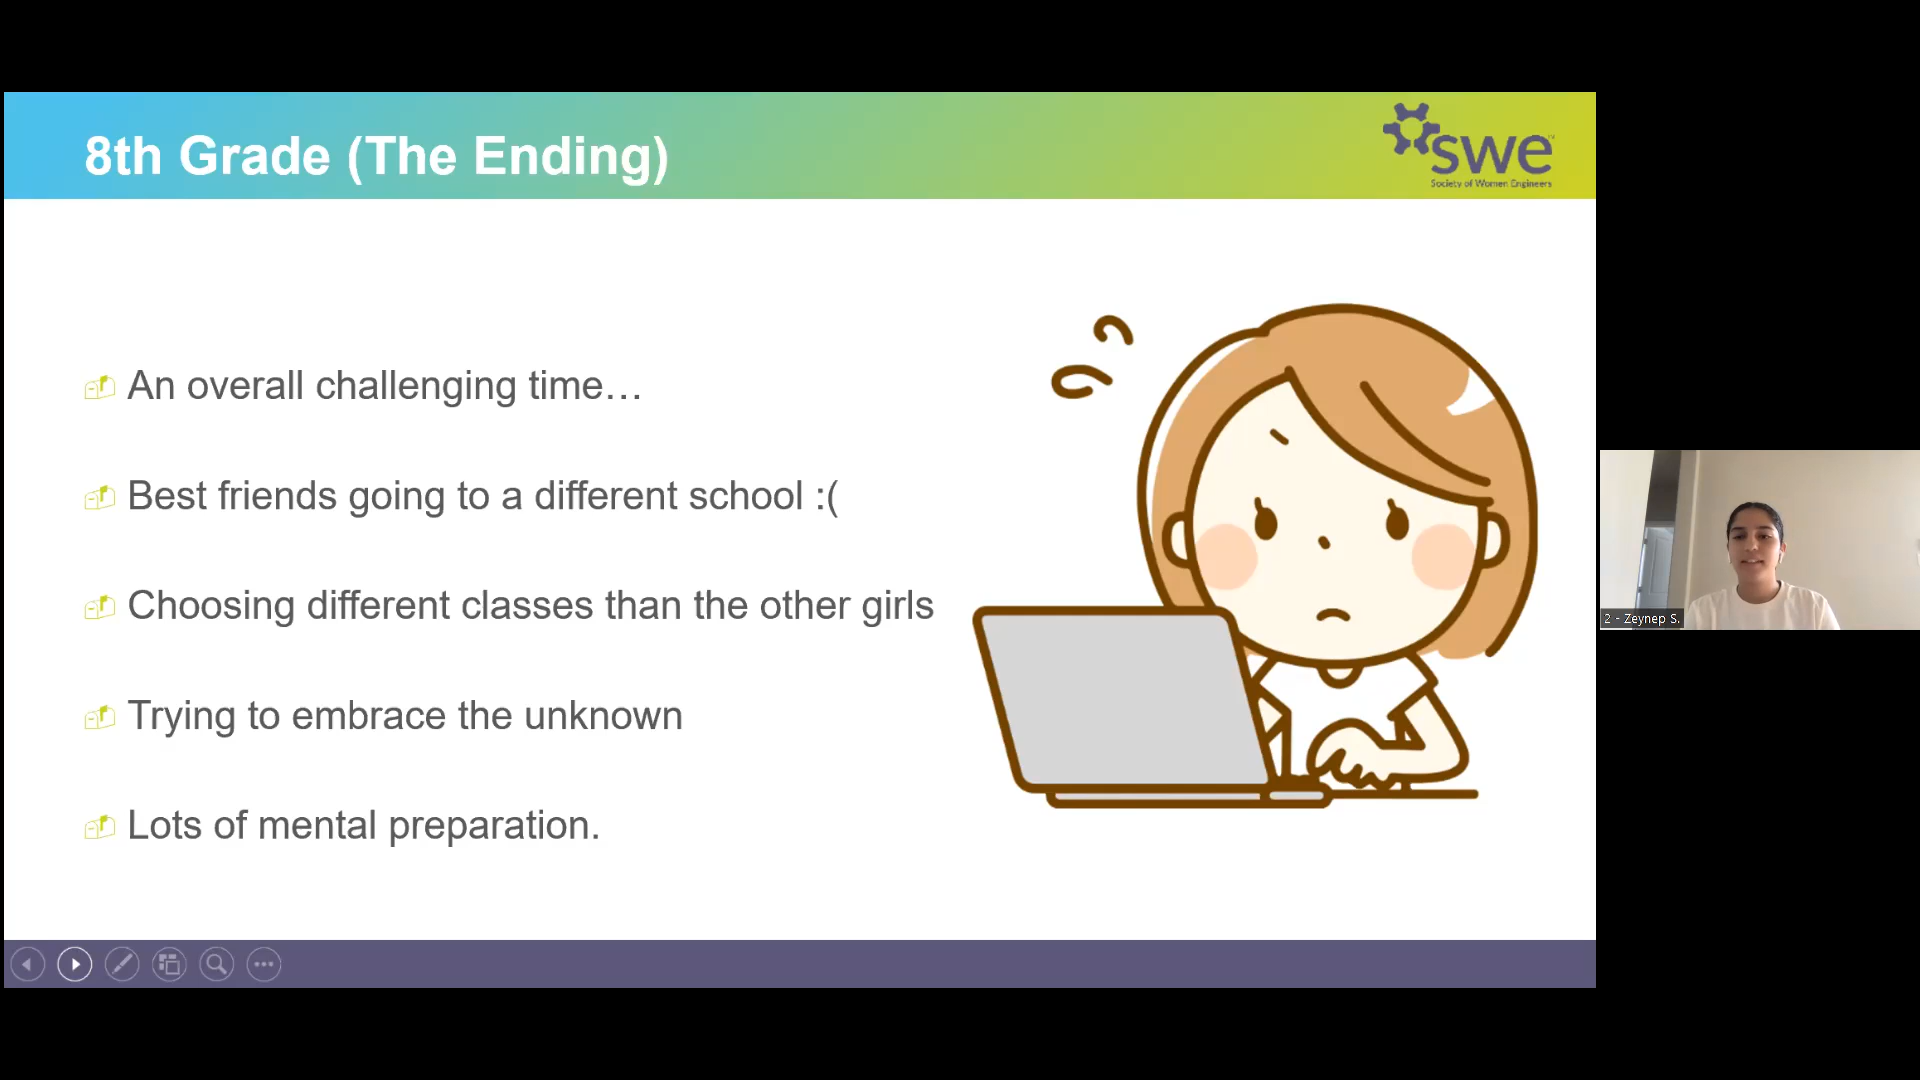 8th Grade (The Ending)
swe
Society of Women Engineers
An overall challenging time…
Best friends going to a different school :(
Choosing different classes than the other girls
Trying to embrace the unknown
Lots of mental preparation.
2 - Zeynep S.